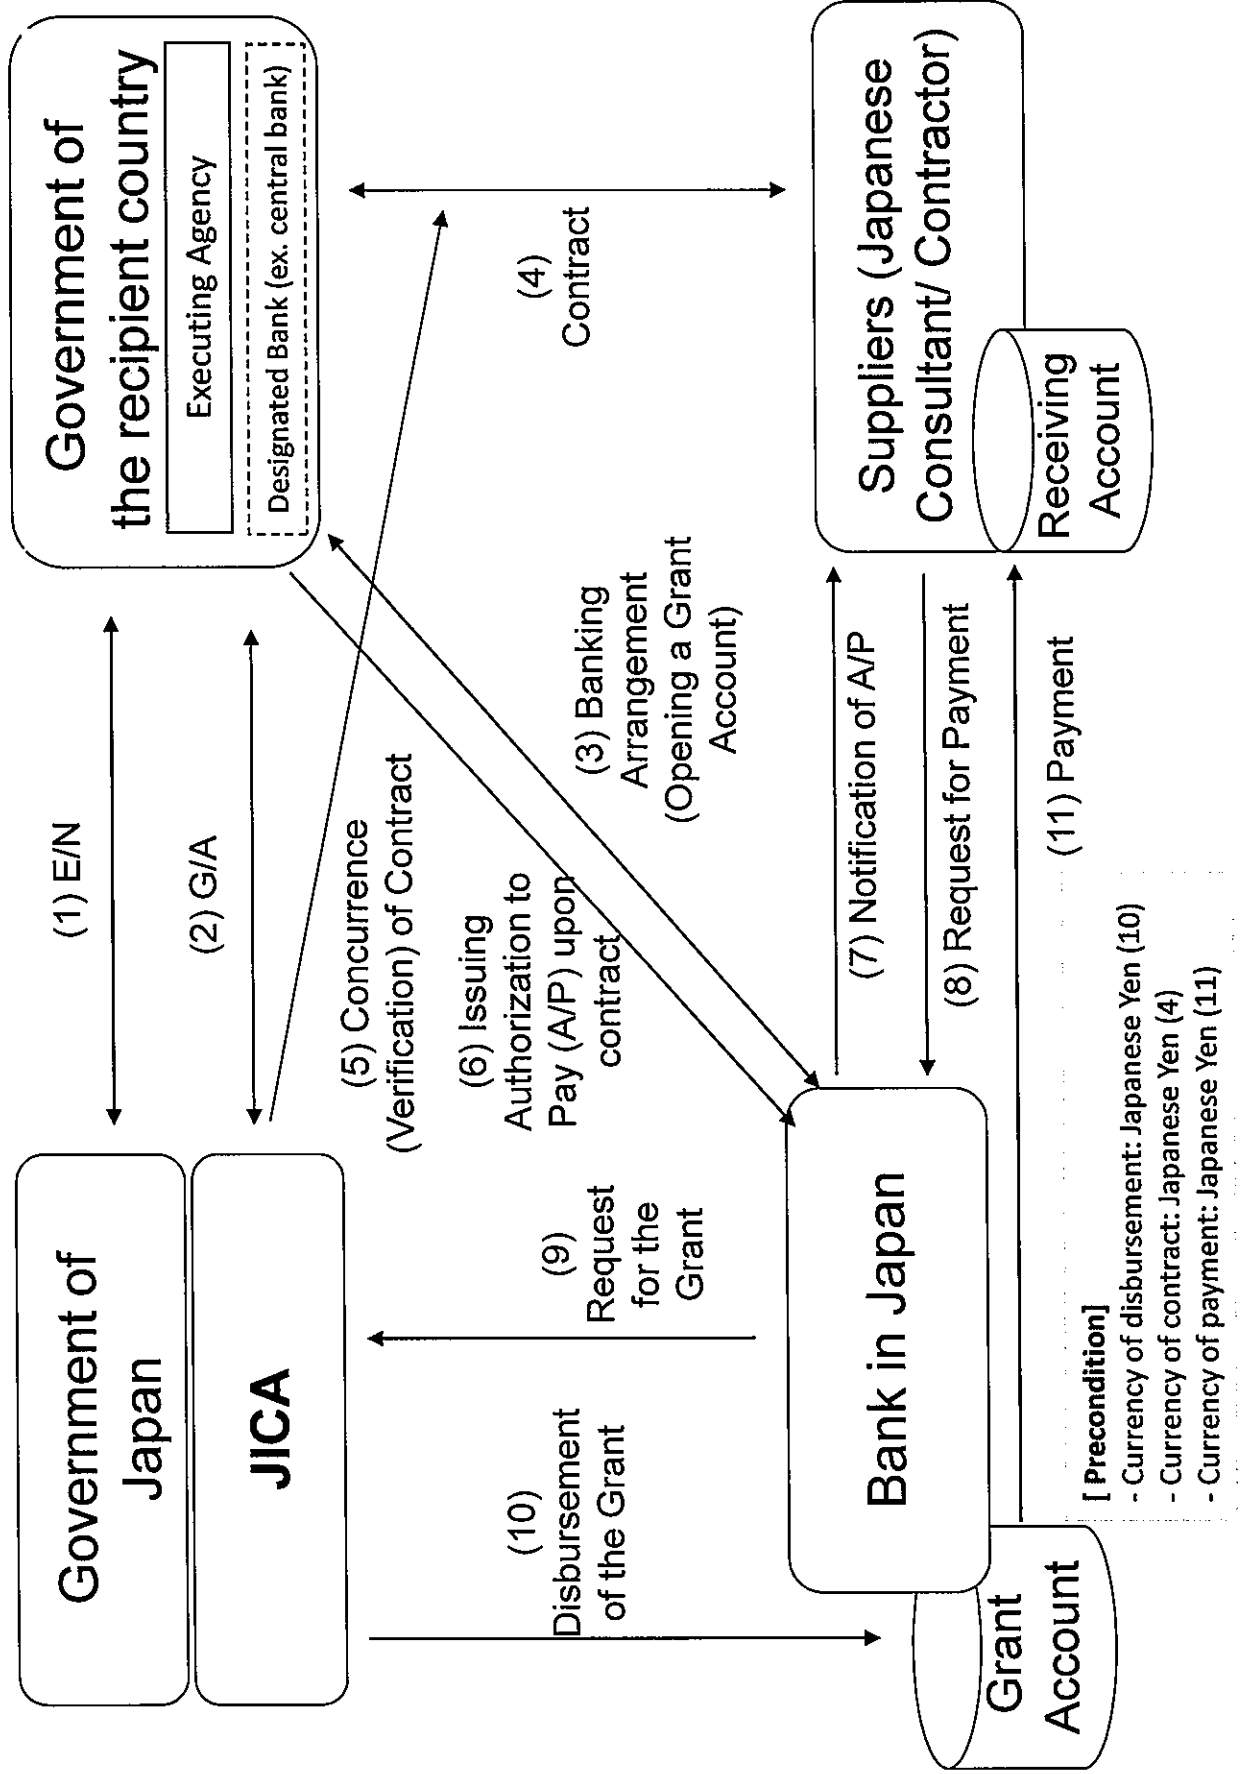 Government of
Japan
JICA
(1) E/N
(2) G/A
Government of
the recipient country
Executing Agency
Designated Bank (ex. central bank)
(5) Concurrence
(Verification) of Contract
(6) Issuing
Authorization to
Pay (A/P) upon
contract
(3) Banking
Arrangement
(Opening a Grant
Account)
(4)
Contract
(10)
Disbursement
of the Grant
(9)
Request
for the
Grant
Bank in Japan
Grant
Account
(7) Notification of A/P
(8) Request for Payment
(11) Payment
Suppliers (Japanese
Consultant/ Contractor)
Receiving
Account
[ Precondition]
- Currency of disbursement: Japanese Yen (10)
- Currency of contract: Japanese Yen (4)
- Currency of payment: Japanese Yen (11)